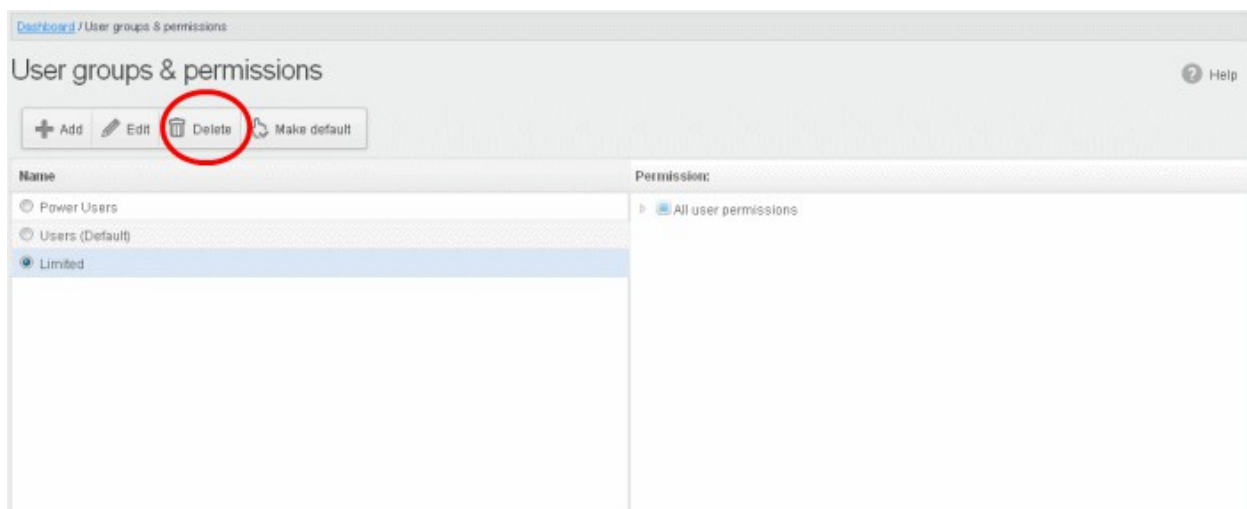 Dashboard / User groups & permissions
User groups & permissions
Help
Add Edit Delete Make default
Name Permission:
Power Users All user permissions
Users (Default)
Limited